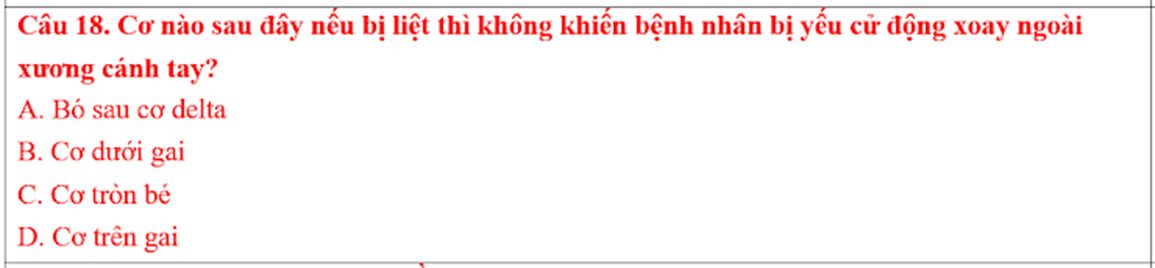 Câu 18. Cơ nào sau đây nếu bị liệt thì không khiến bệnh nhân bị yếu cử động xoay ngoài
xương cánh tay?
A. Bó sau cơ delta
B. Cơ dưới gai
C. Cơ tròn bé
D. Cơ trên gai